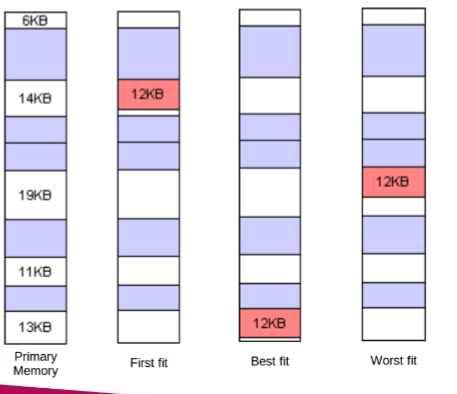 6KB
14KB
19KB
11KB
13KB
Primary
Memory
12KB
First fit
12KB
Best fit
12KB
Worst fit